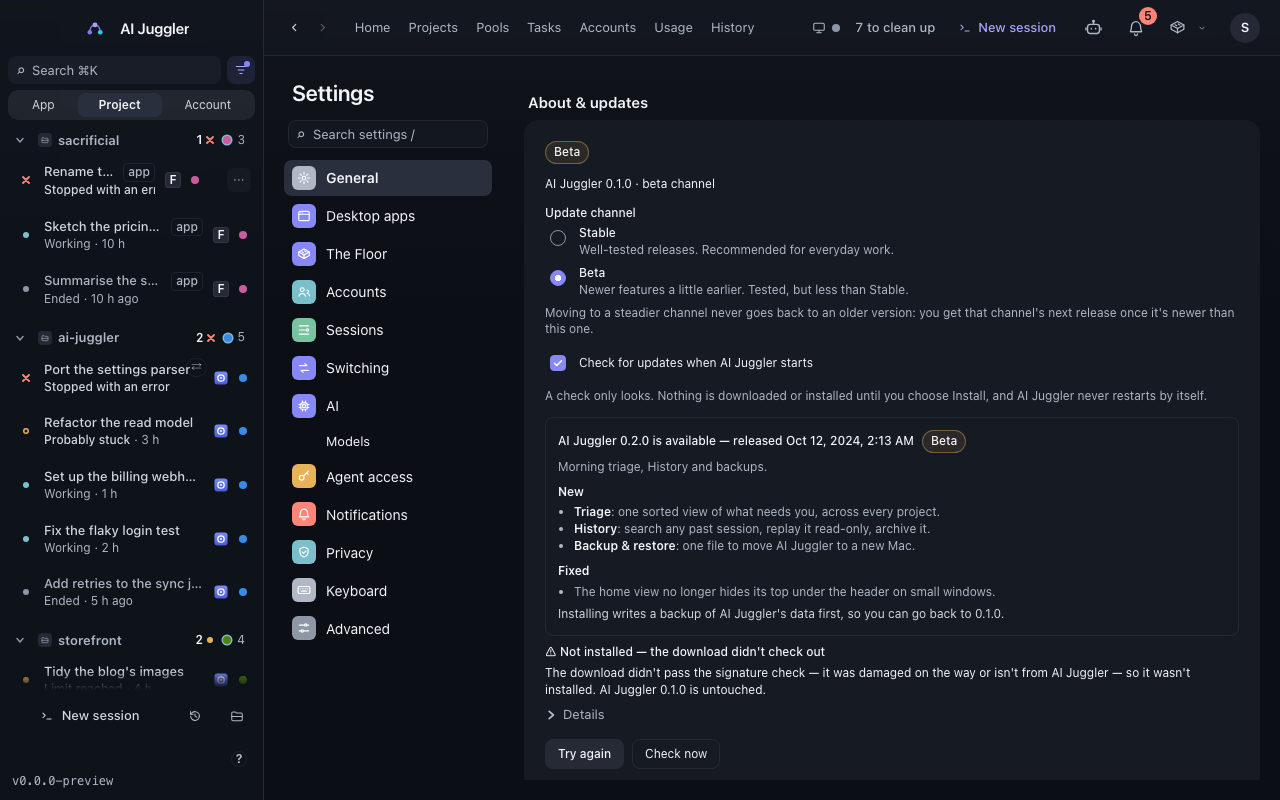 AI Juggler
Search ⌘K
App Project Account
sacrificial 1 3
Rename t... app F
Stopped with an err
Sketch the pricin... app F
Working · 10 h
Summarise the s... app F
Ended · 10 h ago
ai-juggler 2 5
Port the settings parser
Stopped with an error
Refactor the read model
Probably stuck · 3 h
Set up the billing webh...
Working · 1 h
Fix the flaky login test
Working · 2 h
Add retries to the sync j...
Ended · 5 h ago
storefront 2 4
Tidy the blog's images
Limit reached · 4 h
New session
?
v0.0.0-preview
Home Projects Pools Tasks Accounts Usage History
7 to clean up
New session
5
S
Settings
Search settings /
General
Desktop apps
The Floor
Accounts
Sessions
Switching
AI
Models
Agent access
Notifications
Privacy
Keyboard
Advanced
About & updates
Beta
AI Juggler 0.1.0 · beta channel
Update channel
Stable
Well-tested releases. Recommended for everyday work.
Beta
Newer features a little earlier. Tested, but less than Stable.
Moving to a steadier channel never goes back to an older version: you get that channel's next release once it's newer than
this one.
Check for updates when AI Juggler starts
A check only looks. Nothing is downloaded or installed until you choose Install, and AI Juggler never restarts by itself.
AI Juggler 0.2.0 is available — released Oct 12, 2024, 2:13 AM Beta
Morning triage, History and backups.
New
• Triage: one sorted view of what needs you, across every project.
• History: search any past session, replay it read-only, archive it.
• Backup & restore: one file to move AI Juggler to a new Mac.
Fixed
• The home view no longer hides its top under the header on small windows.
Installing writes a backup of AI Juggler's data first, so you can go back to 0.1.0.
Not installed — the download didn't check out
The download didn't pass the signature check — it was damaged on the way or isn't from AI Juggler — so it wasn't
installed. AI Juggler 0.1.0 is untouched.
Details
Try again Check now